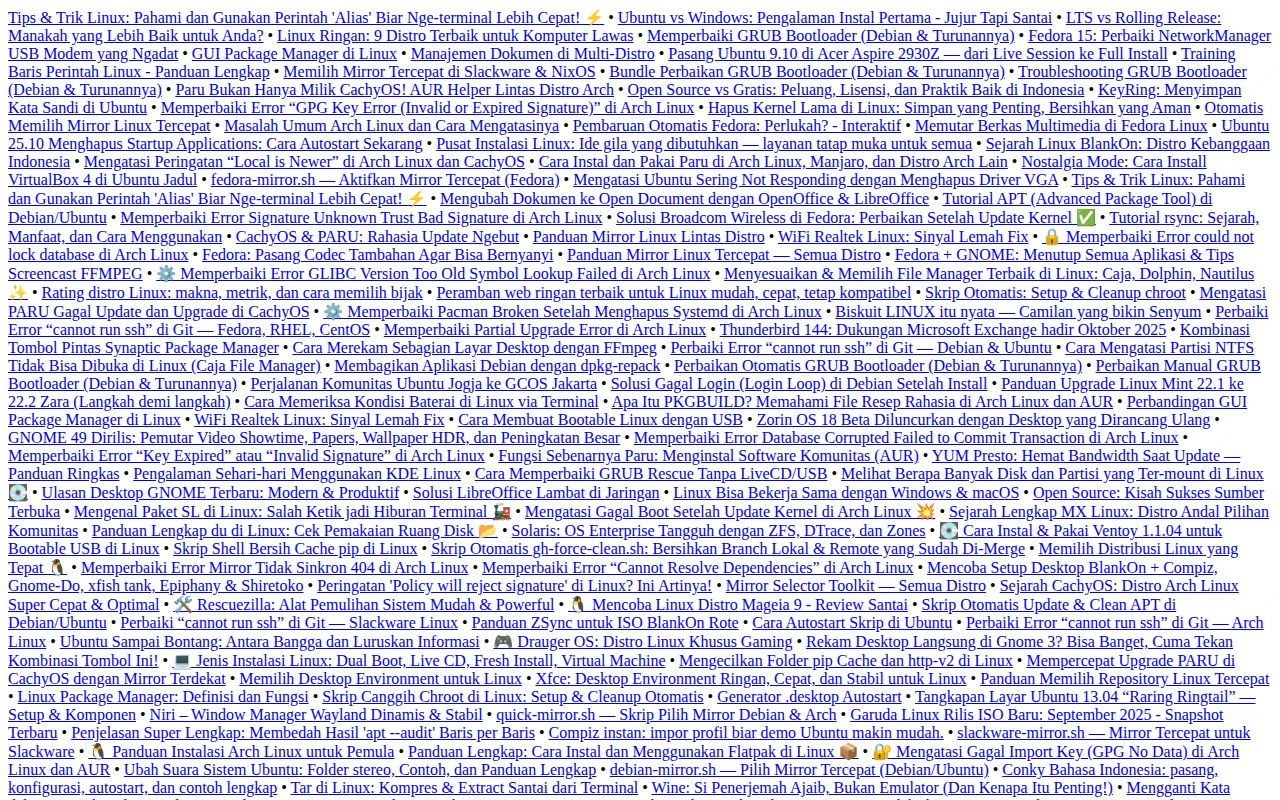 Tips & Trik Linux: Pahami dan Gunakan Perintah 'Alias' Biar Nge-terminal Lebih Cepat! ⚡ • Ubuntu vs Windows: Pengalaman Instal Pertama - Jujur Tapi Santai • LTS vs Rolling Release:
Manakah yang Lebih Baik untuk Anda? • Linux Ringan: 9 Distro Terbaik untuk Komputer Lawas • Memperbaiki GRUB Bootloader (Debian & Turunannya) • Fedora 15: Perbaiki NetworkManager
USB Modem yang Ngadat • GUI Package Manager di Linux • Manajemen Dokumen di Multi-Distro • Pasang Ubuntu 9.10 di Acer Aspire 2930Z — dari Live Session ke Full Install • Training
Baris Perintah Linux - Panduan Lengkap • Memilih Mirror Tercepat di Slackware & NixOS • Bundle Perbaikan GRUB Bootloader (Debian & Turunannya) • Troubleshooting GRUB Bootloader
(Debian & Turunannya) • Paru Bukan Hanya Milik CachyOS! AUR Helper Lintas Distro Arch • Open Source vs Gratis: Peluang, Lisensi, dan Praktik Baik di Indonesia • KeyRing: Menyimpan
Kata Sandi di Ubuntu • Memperbaiki Error “GPG Key Error (Invalid or Expired Signature)” di Arch Linux • Hapus Kernel Lama di Linux: Simpan yang Penting, Bersihkan yang Aman • Otomatis
Memilih Mirror Linux Tercepat • Masalah Umum Arch Linux dan Cara Mengatasinya • Pembaruan Otomatis Fedora: Perlukah? - Interaktif • Memutar Berkas Multimedia di Fedora Linux • Ubuntu
25.10 Menghapus Startup Applications: Cara Autostart Sekarang • Pusat Instalasi Linux: Ide gila yang dibutuhkan — layanan tatap muka untuk semua • Sejarah Linux BlankOn: Distro Kebanggaan
Indonesia • Mengatasi Peringatan “Local is Newer” di Arch Linux dan CachyOS • Cara Instal dan Pakai Paru di Arch Linux, Manjaro, dan Distro Arch Lain • Nostalgia Mode: Cara Install
VirtualBox 4 di Ubuntu Jadul • fedora-mirror.sh — Aktifkan Mirror Tercepat (Fedora) • Mengatasi Ubuntu Sering Not Responding dengan Menghapus Driver VGA • Tips & Trik Linux: Pahami
dan Gunakan Perintah 'Alias' Biar Nge-terminal Lebih Cepat! ⚡ • Mengubah Dokumen ke Open Document dengan OpenOffice & LibreOffice • Tutorial APT (Advanced Package Tool) di
Debian/Ubuntu • Memperbaiki Error Signature Unknown Trust Bad Signature di Arch Linux • Solusi Broadcom Wireless di Fedora: Perbaikan Setelah Update Kernel ✅ • Tutorial rsync: Sejarah,
Manfaat, dan Cara Menggunakan • CachyOS & PARU: Rahasia Update Ngebut • Panduan Mirror Linux Lintas Distro • WiFi Realtek Linux: Sinyal Lemah Fix • 🔒 Memperbaiki Error could not
lock database di Arch Linux • Fedora: Pasang Codec Tambahan Agar Bisa Bernyanyi • Panduan Mirror Linux Tercepat — Semua Distro • Fedora + GNOME: Menutup Semua Aplikasi & Tips
Screencast FFMPEG • ⚙️ Memperbaiki Error GLIBC Version Too Old Symbol Lookup Failed di Arch Linux • Menyesuaikan & Memilih File Manager Terbaik di Linux: Caja, Dolphin, Nautilus
✨ • Rating distro Linux: makna, metrik, dan cara memilih bijak • Peramban web ringan terbaik untuk Linux mudah, cepat, tetap kompatibel • Skrip Otomatis: Setup & Cleanup chroot • Mengatasi
PARU Gagal Update dan Upgrade di CachyOS • ⚙️ Memperbaiki Pacman Broken Setelah Menghapus Systemd di Arch Linux • Biskuit LINUX itu nyata — Camilan yang bikin Senyum • Perbaiki
Error “cannot run ssh” di Git — Fedora, RHEL, CentOS • Memperbaiki Partial Upgrade Error di Arch Linux • Thunderbird 144: Dukungan Microsoft Exchange hadir Oktober 2025 • Kombinasi
Tombol Pintas Synaptic Package Manager • Cara Merekam Sebagian Layar Desktop dengan FFmpeg • Perbaiki Error “cannot run ssh” di Git — Debian & Ubuntu • Cara Mengatasi Partisi NTFS
Tidak Bisa Dibuka di Linux (Caja File Manager) • Membagikan Aplikasi Debian dengan dpkg-repack • Perbaikan Otomatis GRUB Bootloader (Debian & Turunannya) • Perbaikan Manual GRUB
Bootloader (Debian & Turunannya) • Perjalanan Komunitas Ubuntu Jogja ke GCOS Jakarta • Solusi Gagal Login (Login Loop) di Debian Setelah Install • Panduan Upgrade Linux Mint 22.1 ke
22.2 Zara (Langkah demi langkah) • Cara Memeriksa Kondisi Baterai di Linux via Terminal • Apa Itu PKGBUILD? Memahami File Resep Rahasia di Arch Linux dan AUR • Perbandingan GUI
Package Manager di Linux • WiFi Realtek Linux: Sinyal Lemah Fix • Cara Membuat Bootable Linux dengan USB • Zorin OS 18 Beta Diluncurkan dengan Desktop yang Dirancang Ulang •
GNOME 49 Dirilis: Pemutar Video Showtime, Papers, Wallpaper HDR, dan Peningkatan Besar • Memperbaiki Error Database Corrupted Failed to Commit Transaction di Arch Linux •
Memperbaiki Error “Key Expired” atau “Invalid Signature” di Arch Linux • Fungsi Sebenarnya Paru: Menginstal Software Komunitas (AUR) • YUM Presto: Hemat Bandwidth Saat Update —
Panduan Ringkas • Pengalaman Sehari-hari Menggunakan KDE Linux • Cara Memperbaiki GRUB Rescue Tanpa LiveCD/USB • Melihat Berapa Banyak Disk dan Partisi yang Ter-mount di Linux
💽 • Ulasan Desktop GNOME Terbaru: Modern & Produktif • Solusi LibreOffice Lambat di Jaringan • Linux Bisa Bekerja Sama dengan Windows & macOS • Open Source: Kisah Sukses Sumber
Terbuka • Mengenal Paket SL di Linux: Salah Ketik jadi Hiburan Terminal 🚂 • Mengatasi Gagal Boot Setelah Update Kernel di Arch Linux 💥 • Sejarah Lengkap MX Linux: Distro Andal Pilihan
Komunitas • Panduan Lengkap du di Linux: Cek Pemakaian Ruang Disk 📂 • Solaris: OS Enterprise Tangguh dengan ZFS, DTrace, dan Zones • 💽 Cara Instal & Pakai Ventoy 1.1.04 untuk
Bootable USB di Linux • Skrip Shell Bersih Cache pip di Linux • Skrip Otomatis gh-force-clean.sh: Bersihkan Branch Lokal & Remote yang Sudah Di-Merge • Memilih Distribusi Linux yang
Tepat 🐧 • Memperbaiki Error Mirror Tidak Sinkron 404 di Arch Linux • Memperbaiki Error “Cannot Resolve Dependencies” di Arch Linux • Mencoba Setup Desktop BlankOn + Compiz,
Gnome-Do, xfish tank, Epiphany & Shiretoko • Peringatan 'Policy will reject signature' di Linux? Ini Artinya! • Mirror Selector Toolkit — Semua Distro • Sejarah CachyOS: Distro Arch Linux
Super Cepat & Optimal • 🛠️ Rescuezilla: Alat Pemulihan Sistem Mudah & Powerful • 🐧 Mencoba Linux Distro Mageia 9 - Review Santai • Skrip Otomatis Update & Clean APT di
Debian/Ubuntu • Perbaiki “cannot run ssh” di Git — Slackware Linux • Panduan ZSync untuk ISO BlankOn Rote • Cara Autostart Skrip di Ubuntu • Perbaiki Error “cannot run ssh” di Git — Arch
Linux • Ubuntu Sampai Bontang: Antara Bangga dan Luruskan Informasi • 🎮 Drauger OS: Distro Linux Khusus Gaming • Rekam Desktop Langsung di Gnome 3? Bisa Banget, Cuma Tekan
Kombinasi Tombol Ini! • 💻 Jenis Instalasi Linux: Dual Boot, Live CD, Fresh Install, Virtual Machine • Mengecilkan Folder pip Cache dan http-v2 di Linux • Mempercepat Upgrade PARU di
CachyOS dengan Mirror Terdekat • Memilih Desktop Environment untuk Linux • Xfce: Desktop Environment Ringan, Cepat, dan Stabil untuk Linux • Panduan Memilih Repository Linux Tercepat
• Linux Package Manager: Definisi dan Fungsi • Skrip Canggih Chroot di Linux: Setup & Cleanup Otomatis • Generator .desktop Autostart • Tangkapan Layar Ubuntu 13.04 “Raring Ringtail” —
Setup & Komponen • Niri – Window Manager Wayland Dinamis & Stabil • quick-mirror.sh — Skrip Pilih Mirror Debian & Arch • Garuda Linux Rilis ISO Baru: September 2025 - Snapshot
Terbaru • Penjelasan Super Lengkap: Membedah Hasil 'apt --audit' Baris per Baris • Compiz instan: impor profil biar demo Ubuntu makin mudah. • slackware-mirror.sh — Mirror Tercepat untuk
Slackware • 🐧 Panduan Instalasi Arch Linux untuk Pemula • Panduan Lengkap: Cara Instal dan Menggunakan Flatpak di Linux 📦 • 🔐 Mengatasi Gagal Import Key (GPG No Data) di Arch
Linux dan AUR • Ubah Suara Sistem Ubuntu: Folder stereo, Contoh, dan Panduan Lengkap • debian-mirror.sh — Pilih Mirror Tercepat (Debian/Ubuntu) • Conky Bahasa Indonesia: pasang,
konfigurasi, autostart, dan contoh lengkap • Tar di Linux: Kompres & Extract Santai dari Terminal • Wine: Si Penerjemah Ajaib, Bukan Emulator (Dan Kenapa Itu Penting!) • Mengganti Kata